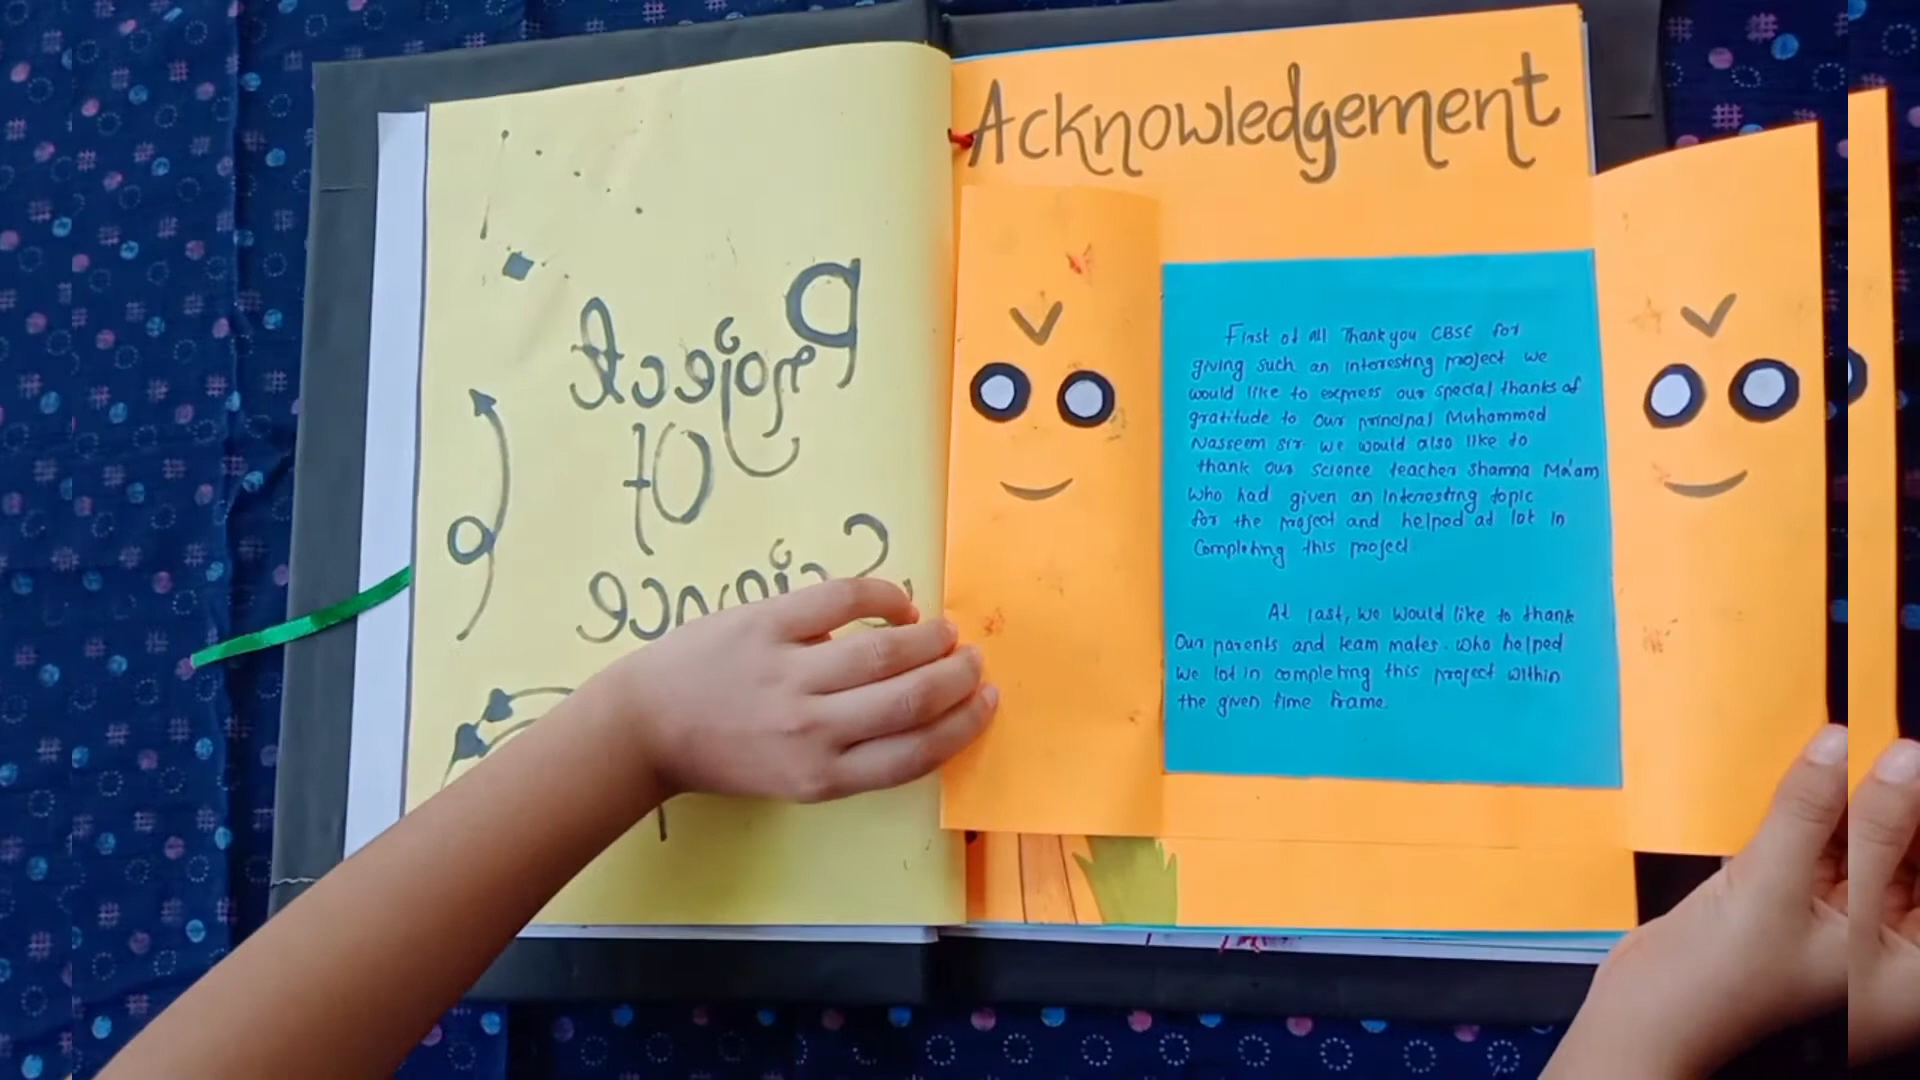 Project
Of
Science
Acknowledgement
First of All Thank you CBSE for
giving such an interesting project we
would like to express our special thanks of
gratitude to our principal Muhammed
Nasseem sir. we would also like to
thank our science teacher Shamna Ma'am
who had given an Interesting topic
for the project and helped ad lot in
Completing this project.
At last, we would like to thank
Our parents and team mates. who helped
we lot in completing this project within
the given time frame.